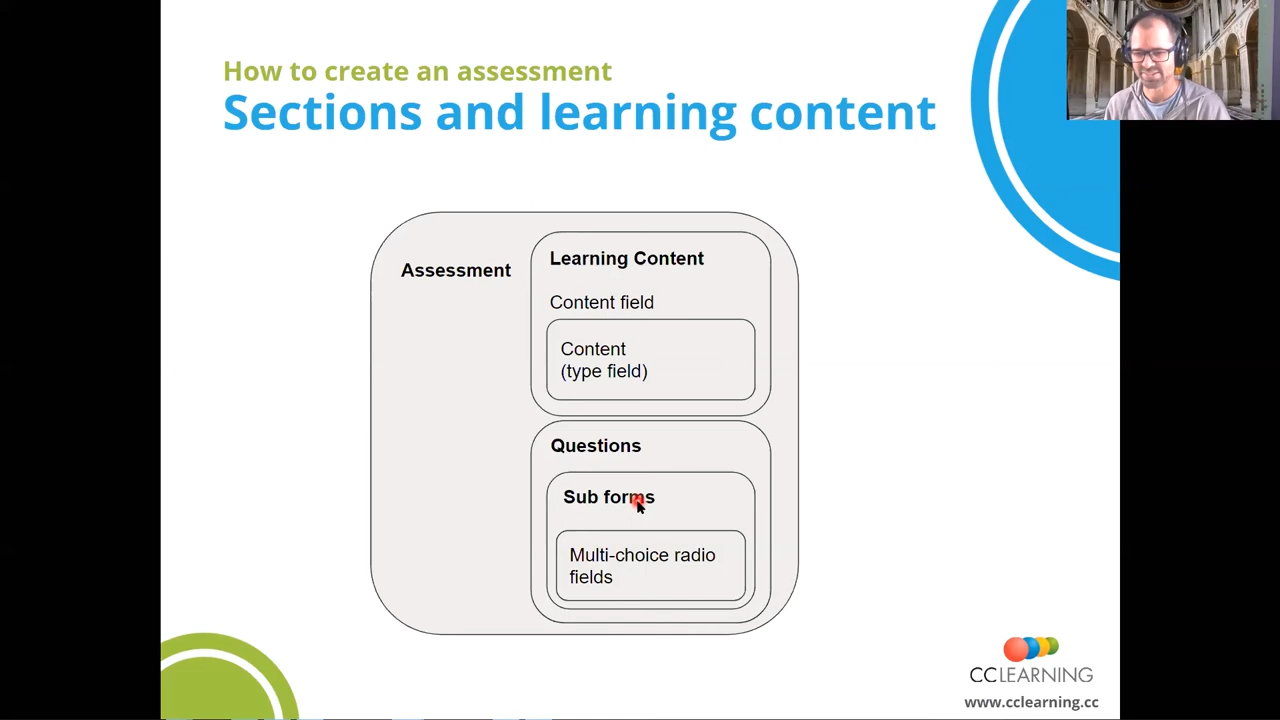 How to create an assessment
Sections and learning content
Assessment
Learning Content
Content field
Content
(type field)
Questions
Sub forms
Multi-choice radio
fields
CCLEARNING
www.cclearning.cc